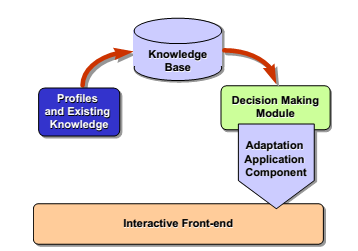 Knowledge
Base
Profiles
and Existing
Knowledge
Decision Making
Module
Adaptation
Application
Component
Interactive Front-end